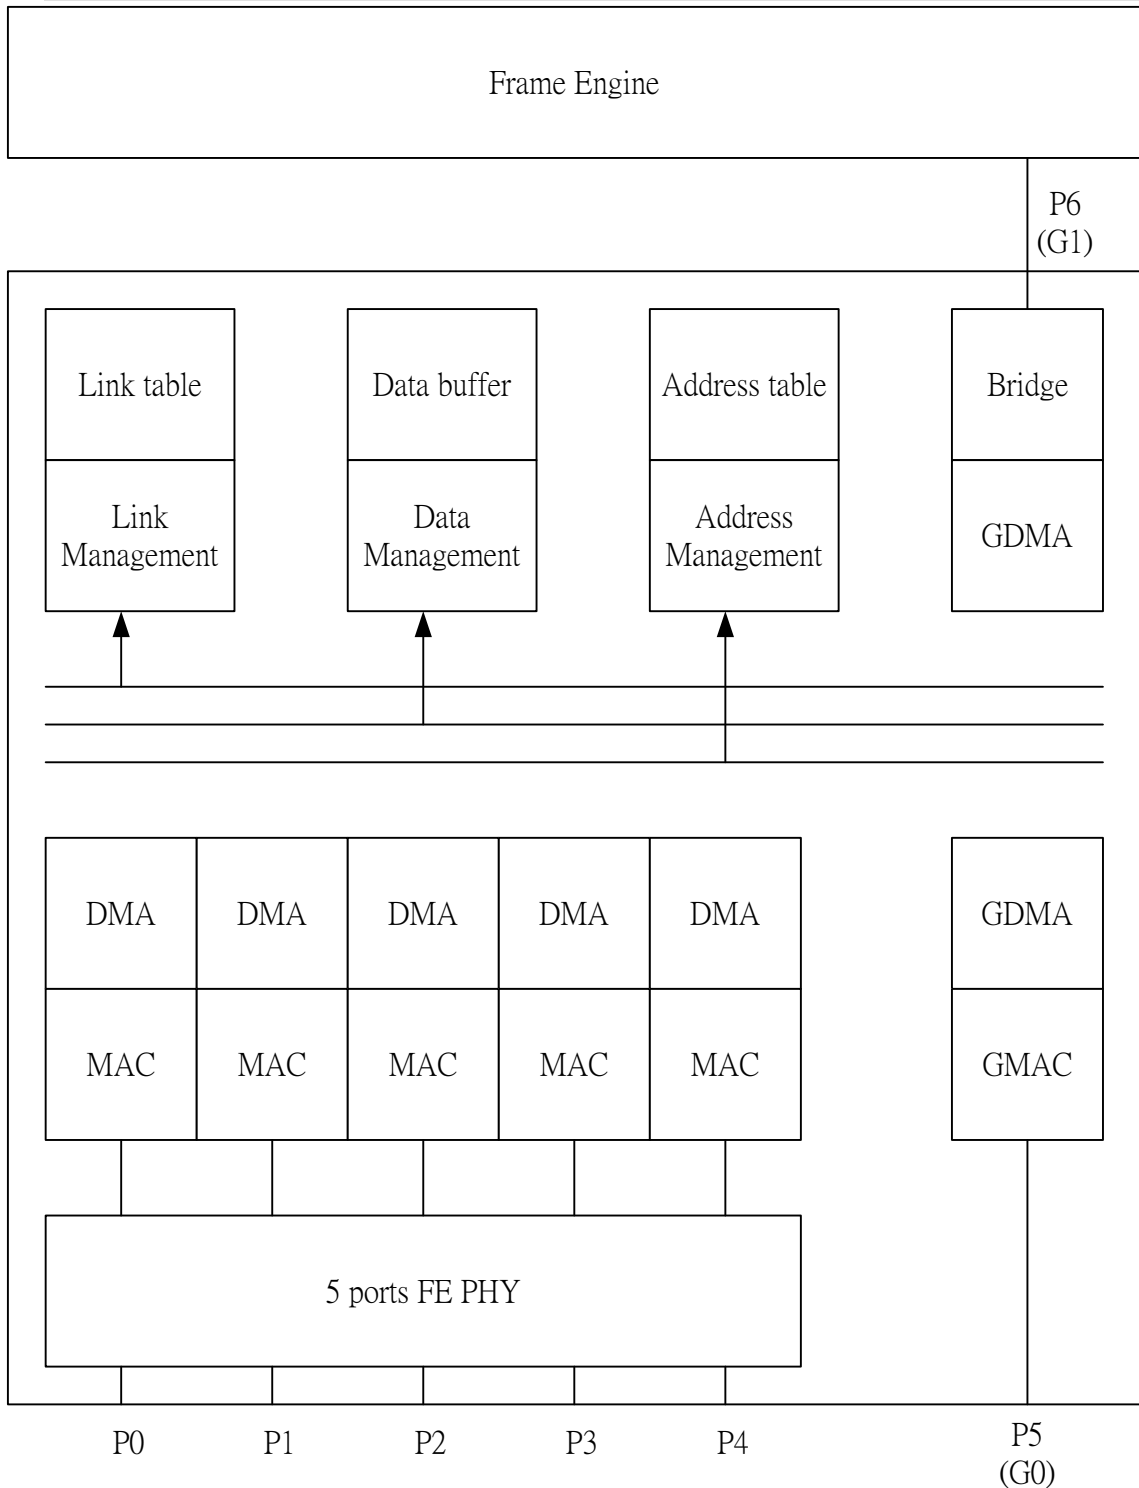 Frame Engine
P6
(G1)
Link table
Data buffer
Address table
Bridge
Link
Management
Data
Management
Address
Management
GDMA
DMA
DMA
DMA
DMA
DMA
GDMA
MAC
MAC
MAC
MAC
MAC
GMAC
5 ports FE PHY
P0
P1
P2
P3
P4
P5
(G0)